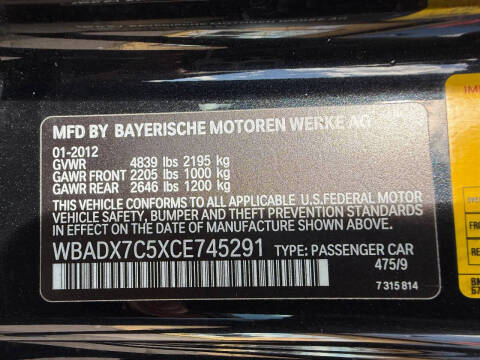 MFD BY BAYERISCHE MOTOREN WERKE AG
01-2012
GVWR 4839 lbs 2195 kg
GAWR FRONT 2205 lbs 1000 kg
GAWR REAR 2646 lbs 1200 kg
THIS VEHICLE CONFORMS TO ALL APPLICABLE U.S.FEDERAL MOTOR
VEHICLE SAFETY, BUMPER AND THEFT PREVENTION STANDARDS
IN EFFECT ON THE DATE OF MANUFACTURE SHOWN ABOVE.
WBADX7C5XCE745291 TYPE: PASSENGER CAR
475/9
7 315 814